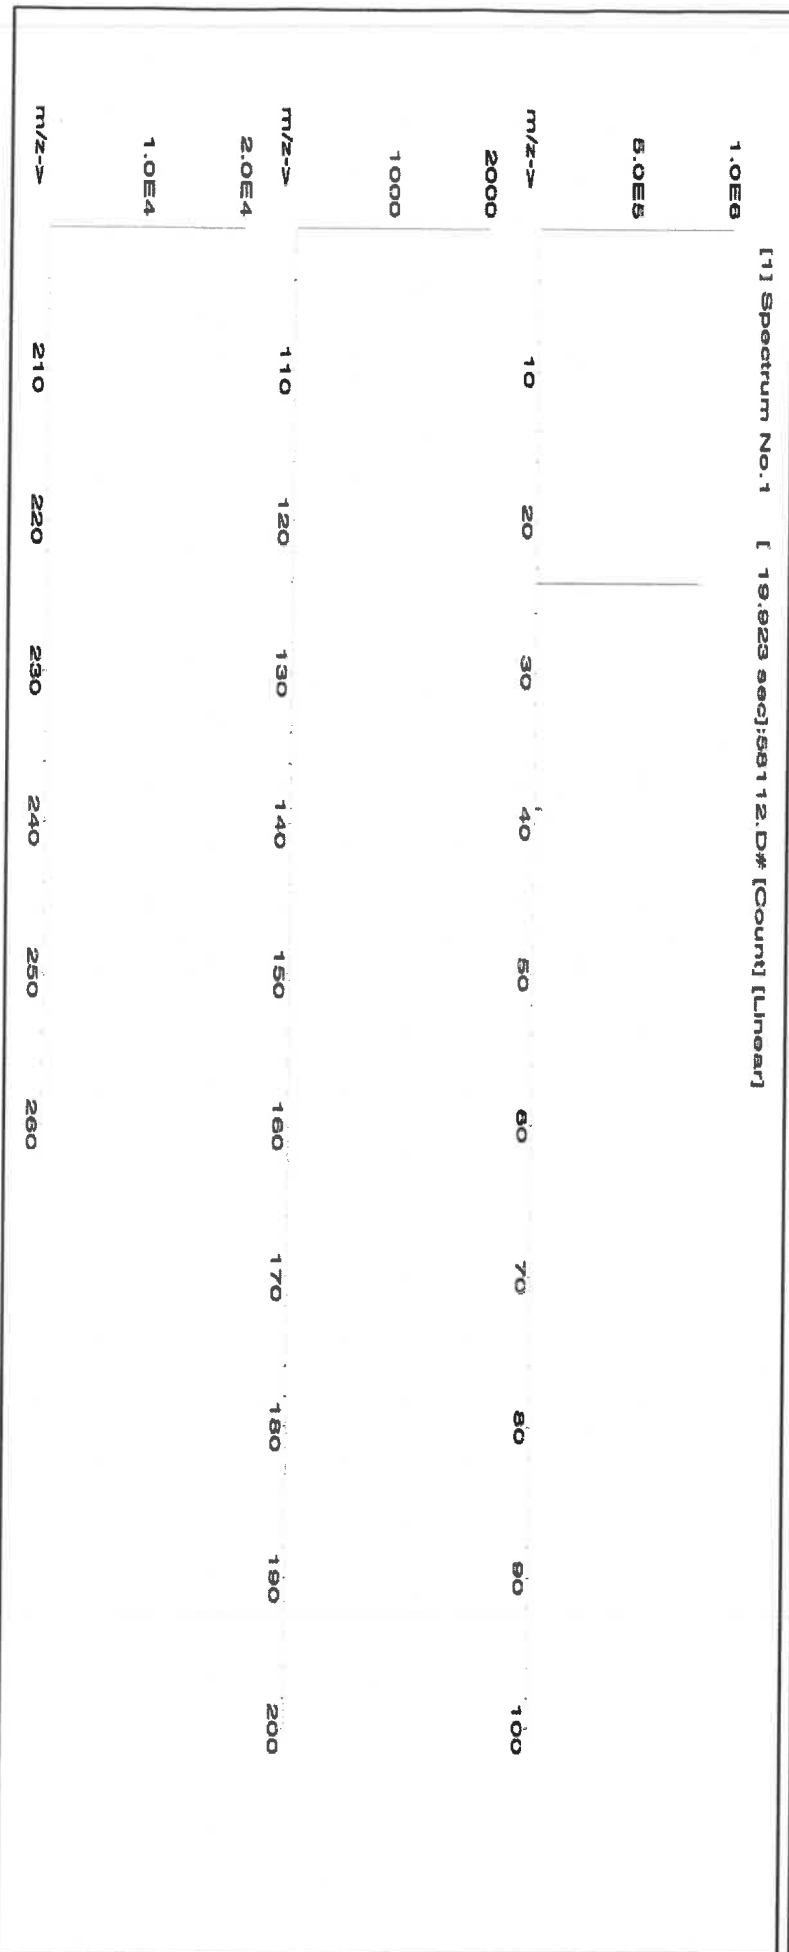 [1] Spectrum No.1 [ 19.923 sec]:58112.D# [Count] [Linear]
1.0E6
5.0E5
m/z-> 10 20 30 40 50 60 70 80 90 100
2000
1000
m/z-> 110 120 130 140 150 160 170 180 190 200
2.0E4
1.0E4
m/z-> 210 220 230 240 250 260